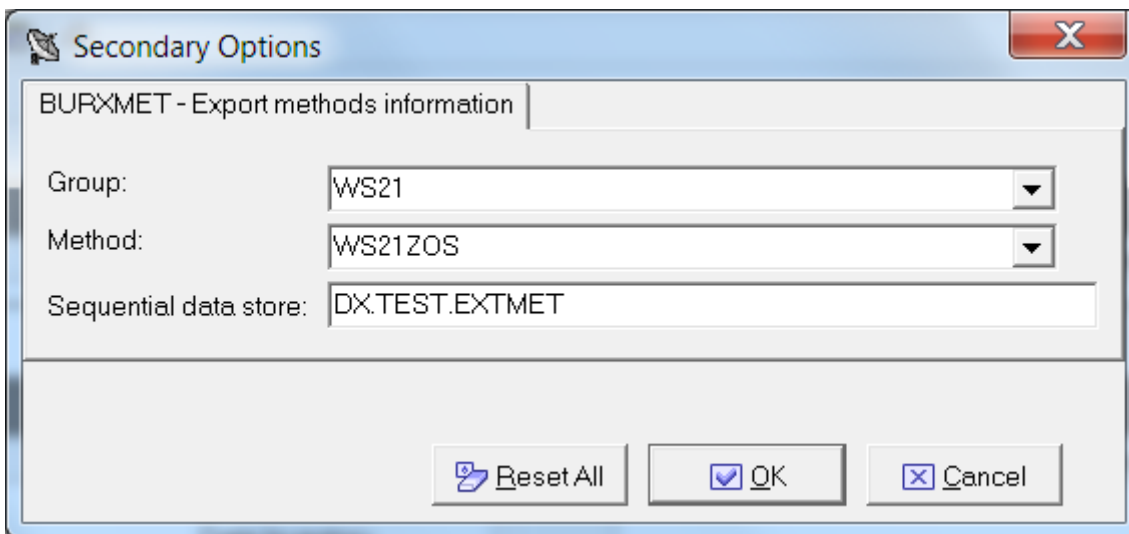 Secondary Options
BURXMET - Export methods information
Group: WS21
Method: WS21ZOS
Sequential data store: DX.TEST.EXTMET
Reset All OK Cancel